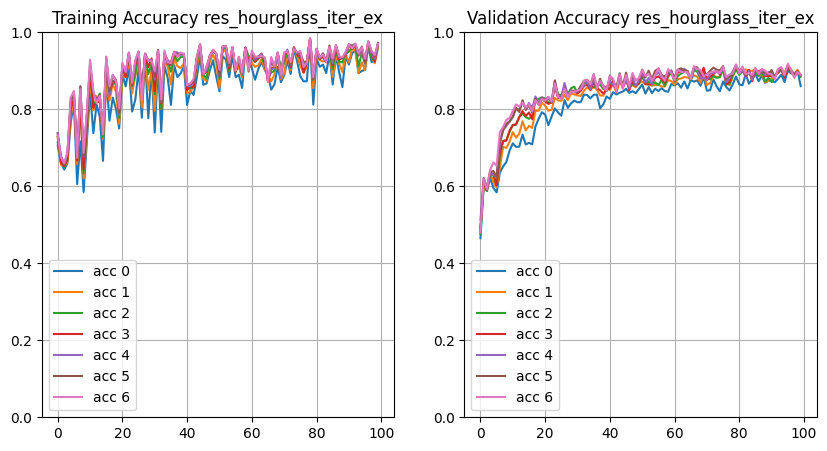 Training Accuracy res_hourglass_iter_ex
1.0
0.8
0.6
0.4
0.2
0.0
0
20
40
60
80
100
acc 0
acc 1
acc 2
acc 3
acc 4
acc 5
acc 6
Validation Accuracy res_hourglass_iter_ex
1.0
0.8
0.6
0.4
0.2
0.0
0
20
40
60
80
100
acc 0
acc 1
acc 2
acc 3
acc 4
acc 5
acc 6